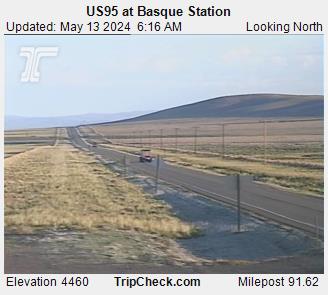 US95 at Basque Station
Updated: May 13 2024 6:16 AM Looking North
Elevation 4460 TripCheck.com Milepost 91.62